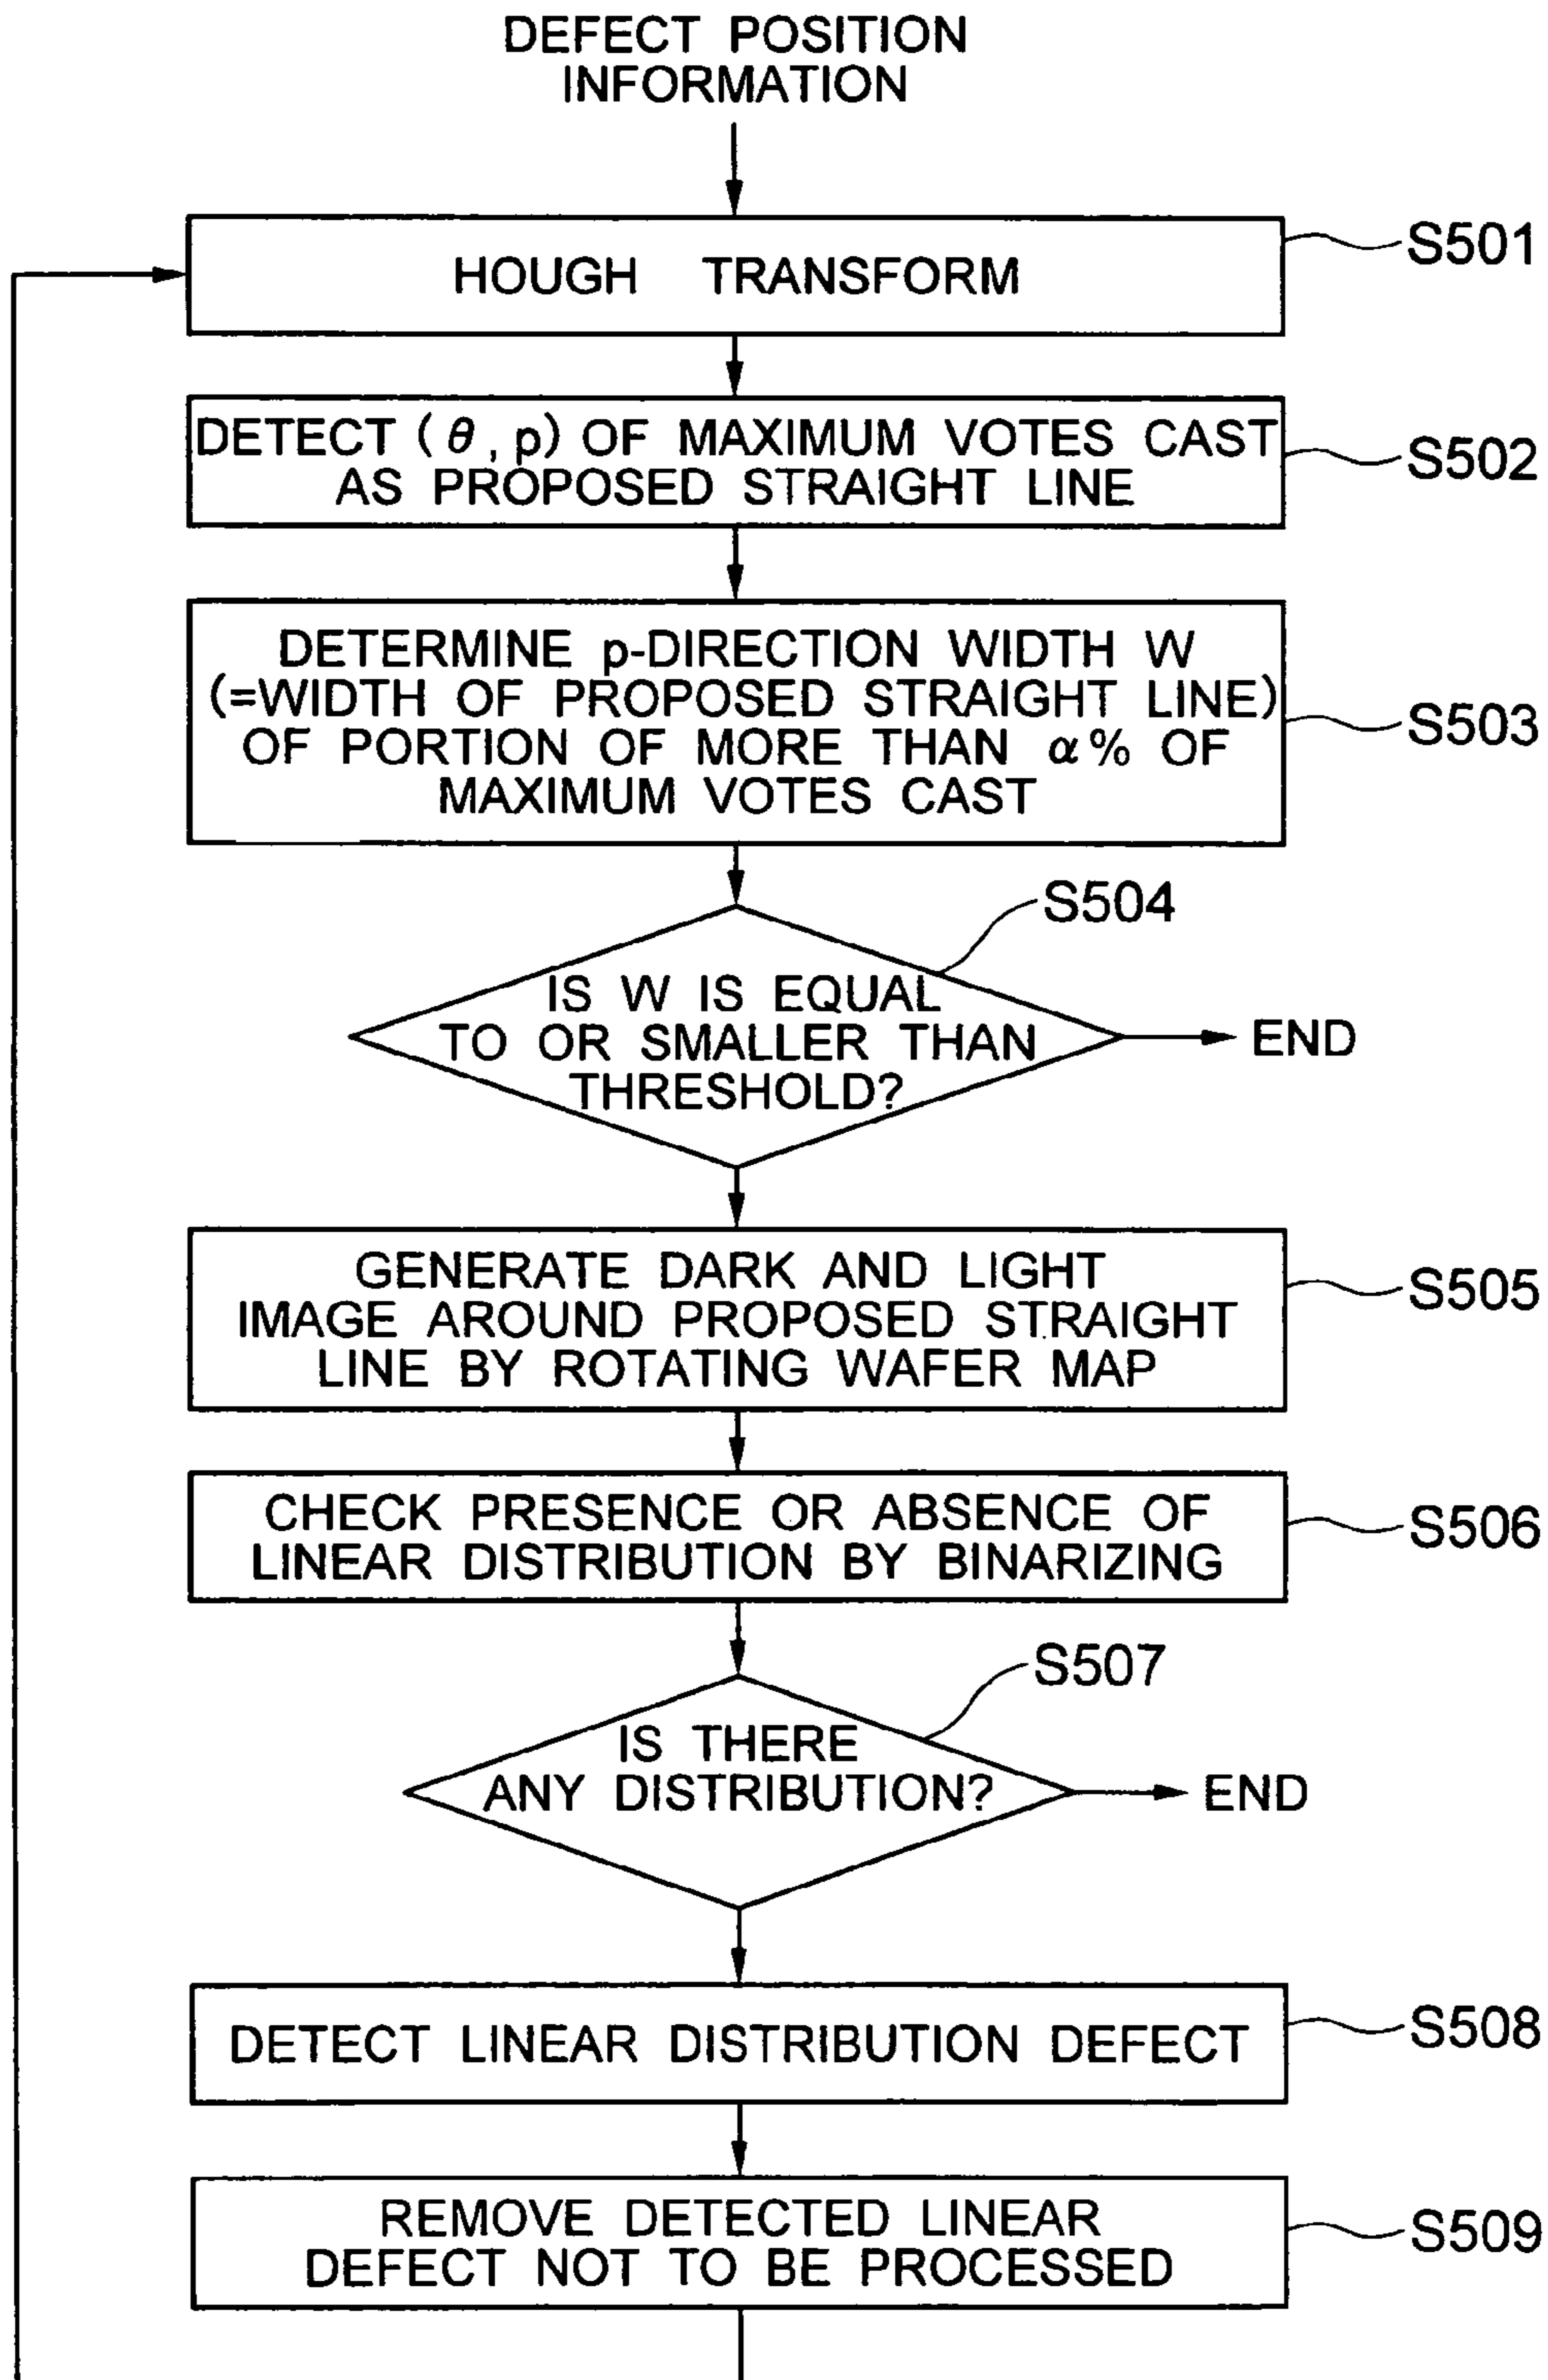 DEFECT POSITION
INFORMATION
HOUGH TRANSFORM
S501
DETECT (θ, p) OF MAXIMUM VOTES CAST
AS PROPOSED STRAIGHT LINE
S502
DETERMINE p-DIRECTION WIDTH W
(=WIDTH OF PROPOSED STRAIGHT LINE)
OF PORTION OF MORE THAN α% OF
MAXIMUM VOTES CAST
S503
S504
IS W IS EQUAL
TO OR SMALLER THAN
THRESHOLD?
END
GENERATE DARK AND LIGHT
IMAGE AROUND PROPOSED STRAIGHT
LINE BY ROTATING WAFER MAP
S505
CHECK PRESENCE OR ABSENCE OF
LINEAR DISTRIBUTION BY BINARIZING
S506
S507
IS THERE
ANY DISTRIBUTION?
END
DETECT LINEAR DISTRIBUTION DEFECT
S508
REMOVE DETECTED LINEAR
DEFECT NOT TO BE PROCESSED
S509